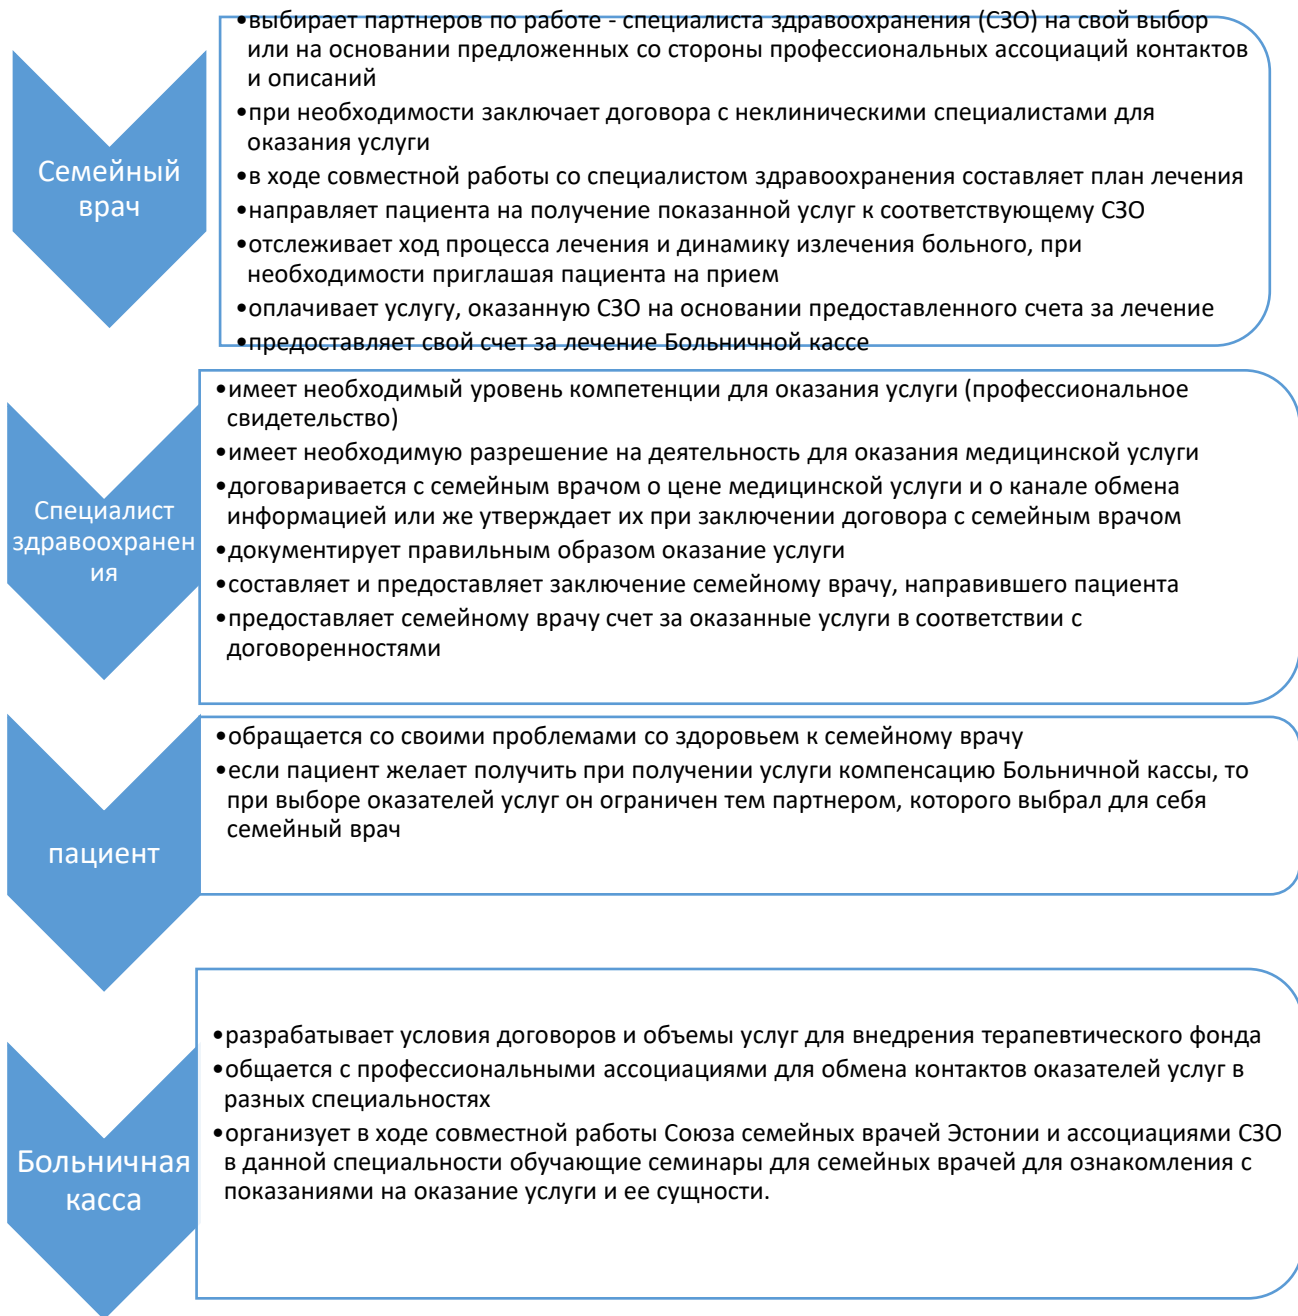 •выбирает партнеров по работе - специалиста здравоохранения (СЗО) на свой выбор
или на основании предложенных со стороны профессиональных ассоциаций контактов
и описаний
•при необходимости заключает договора с неклиническими специалистами для
оказания услуги
•в ходе совместной работы со специалистом здравоохранения составляет план лечения
•направляет пациента на получение показанной услуг к соответствующему СЗО
•отслеживает ход процесса лечения и динамику излечения больного, при
необходимости приглашая пациента на прием
•оплачивает услугу, оказанную СЗО на основании предоставленного счета за лечение
•предоставляет свой счет за лечение Больничной кассе
Семейный
врач
•имеет необходимый уровень компетенции для оказания услуги (профессиональное
свидетельство)
•имеет необходимую разрешение на деятельность для оказания медицинской услуги
•договаривается с семейным врачом о цене медицинской услуги и о канале обмена
информацией или же утверждает их при заключении договора с семейным врачом
•документирует правильным образом оказание услуги
•составляет и предоставляет заключение семейному врачу, направившего пациента
•предоставляет семейному врачу счет за оказанные услуги в соответствии с
договоренностями
Специалист
здравоохранен
ия
•обращается со своими проблемами со здоровьем к семейному врачу
•если пациент желает получить при получении услуги компенсацию Больничной кассы, то
при выборе оказателей услуг он ограничен тем партнером, которого выбрал для себя
семейный врач
пациент
•разрабатывает условия договоров и объемы услуг для внедрения терапевтического фонда
•общается с профессиональными ассоциациями для обмена контактов оказателей услуг в
разных специальностях
•организует в ходе совместной работы Союза семейных врачей Эстонии и ассоциациями СЗО
в данной специальности обучающие семинары для семейных врачей для ознакомления с
показаниями на оказание услуги и ее сущности.
Больничная
касса